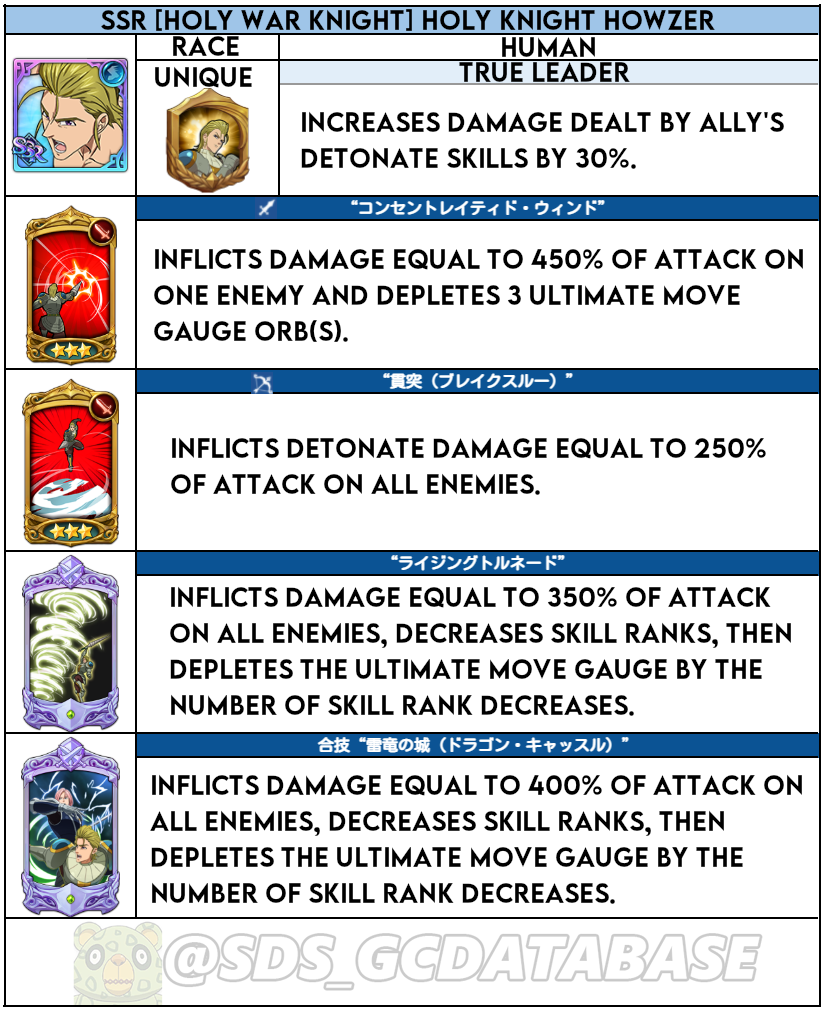 SSR [HOLY WAR KNIGHT] HOLY KNIGHT HOWZER
RACE
HUMAN
SSR
UNIQUE
TRUE LEADER
INCREASES DAMAGE DEALT BY ALLY'S
DETONATE SKILLS BY 30%.
“コンセントレイティド・ウィンド”
INFLICTS DAMAGE EQUAL TO 450% OF ATTACK ON
ONE ENEMY AND DEPLETES 3 ULTIMATE MOVE
GAUGE ORB(S).
“貫突（ブレイクスルー）”
INFLICTS DETONATE DAMAGE EQUAL TO 250%
OF ATTACK ON ALL ENEMIES.
“ライジングトルネード”
INFLICTS DAMAGE EQUAL TO 350% OF ATTACK
ON ALL ENEMIES, DECREASES SKILL RANKS, THEN
DEPLETES THE ULTIMATE MOVE GAUGE BY THE
NUMBER OF SKILL RANK DECREASES.
合技“雷竜の城（ドラゴン・キャッスル）”
INFLICTS DAMAGE EQUAL TO 400% OF ATTACK ON
ALL ENEMIES, DECREASES SKILL RANKS, THEN
DEPLETES THE ULTIMATE MOVE GAUGE BY THE
NUMBER OF SKILL RANK DECREASES.
@SDS_GCDATABASE